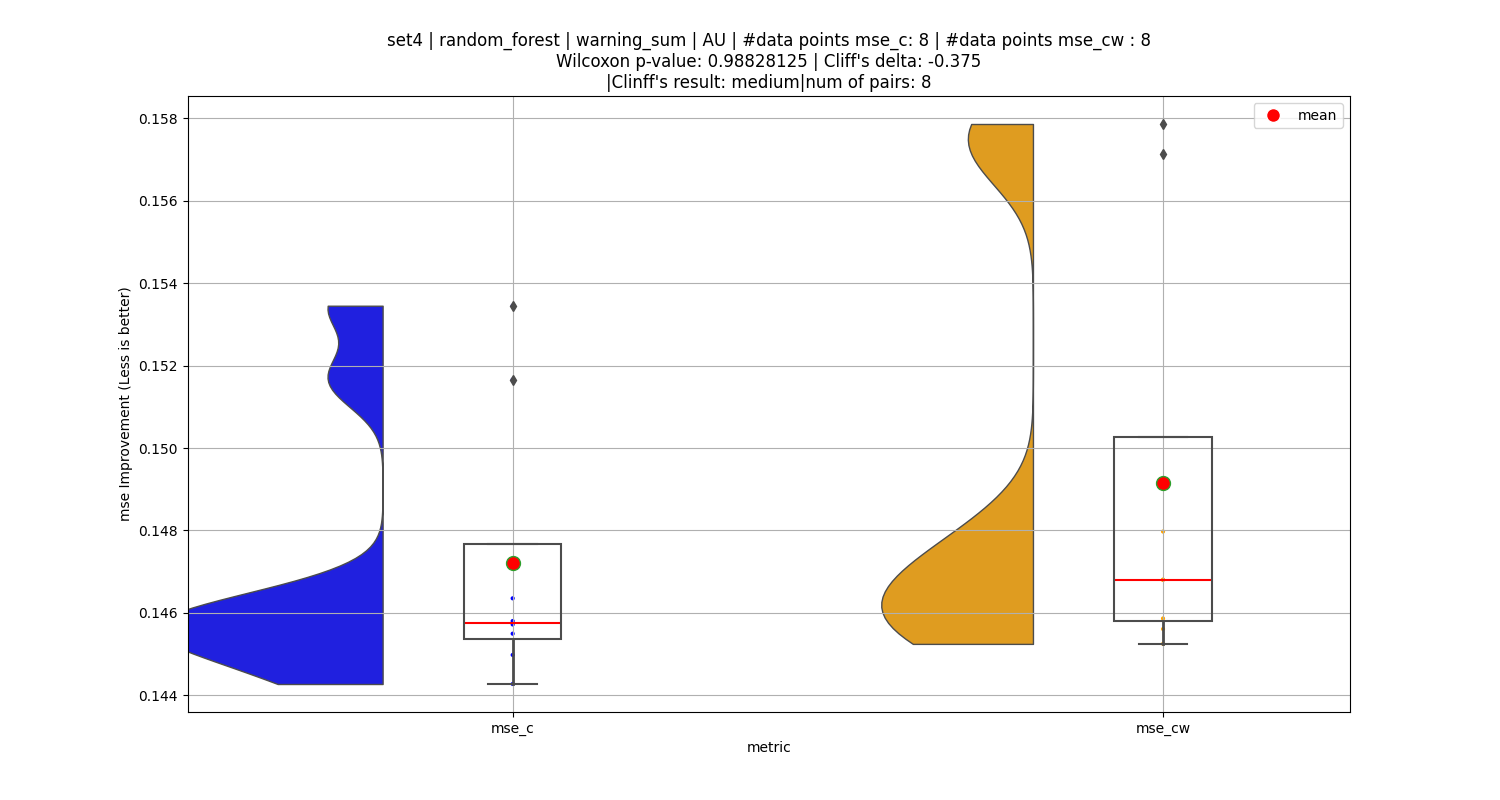 set4 | random_forest | warning_sum | AU | #data points mse_c: 8 | #data points mse_cw : 8
Wilcoxon p-value: 0.98828125 | Cliff's delta: -0.375
|Clinff's result: medium|num of pairs: 8
mean
0.158
0.156
0.154
0.152
0.150
0.148
0.146
0.144
mse Improvement (Less is better)
mse_c
mse_cw
metric